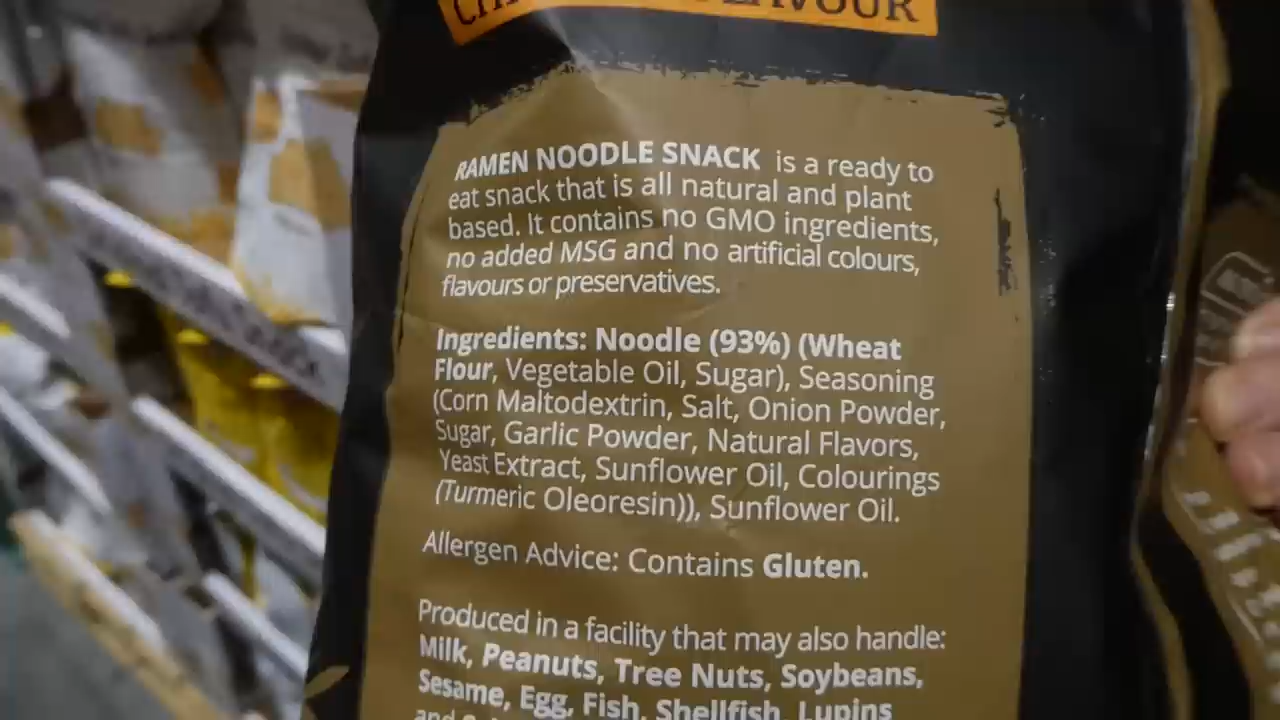 FLAVOUR
RAMEN NOODLE SNACK is a ready to
eat snack that is all natural and plant
based. It contains no GMO ingredients,
no added MSG and no artificial colours,
flavours or preservatives.
Ingredients: Noodle (93%) (Wheat
Flour, Vegetable Oil, Sugar), Seasoning
(Corn Maltodextrin, Salt, Onion Powder,
Sugar, Garlic Powder, Natural Flavors,
Yeast Extract, Sunflower Oil, Colourings
(Turmeric Oleoresin)), Sunflower Oil.
Allergen Advice: Contains Gluten.
Produced in a facility that may also handle:
Milk, Peanuts, Tree Nuts, Soybeans,
Sesame, Egg, Fish, Shellfish, Lupins
and